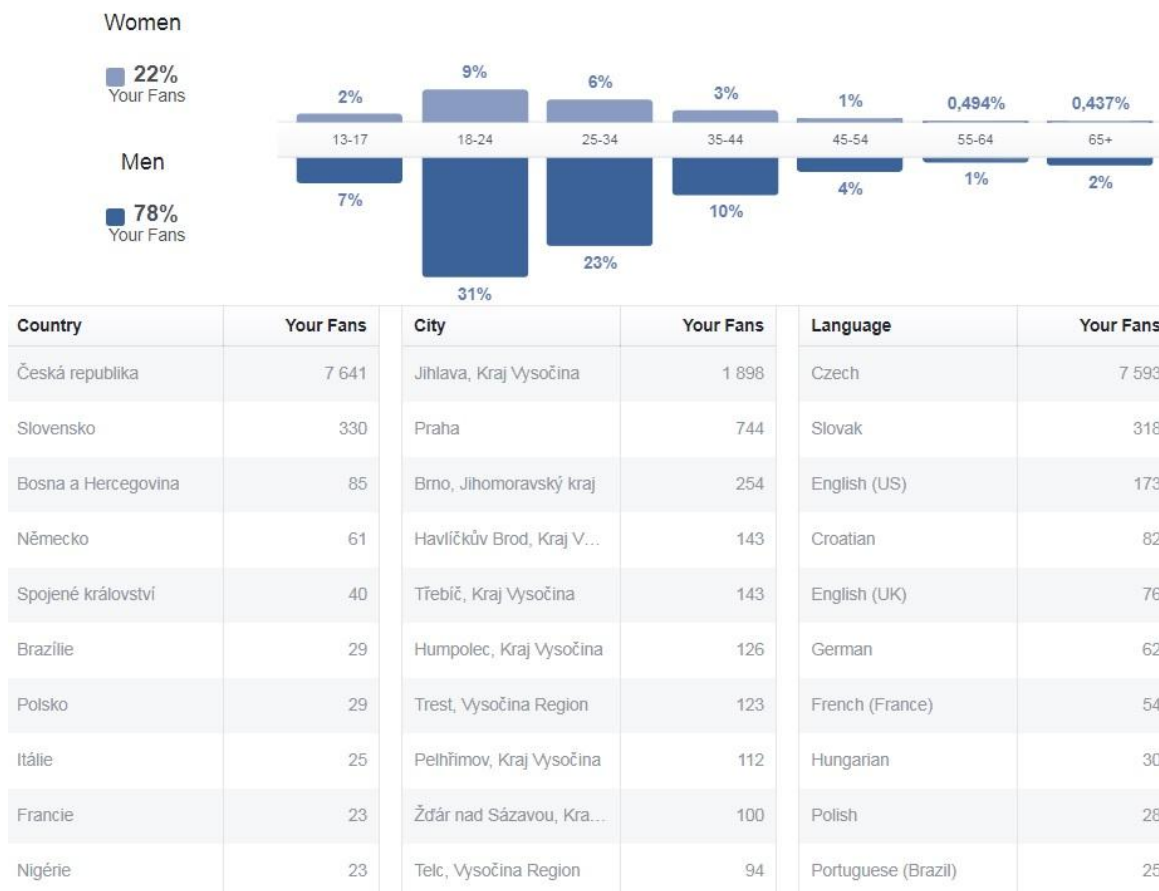 Women
22%
Your Fans
2%
9%
6%
3%
1%
0,494%
0,437%
13-17
18-24
25-34
35-44
45-54
55-64
65+
Men
78%
Your Fans
7%
31%
23%
10%
4%
1%
2%
Country Your Fans City Your Fans Language Your Fans
Česká republika 7 641 Jihlava, Kraj Vysočina 1 898 Czech 7 593
Slovensko 330 Praha 744 Slovak 318
Bosna a Hercegovina 85 Brno, Jihomoravský kraj 254 English (US) 173
Německo 61 Havlíčkův Brod, Kraj V... 143 Croatian 82
Spojené království 40 Třebíč, Kraj Vysočina 143 English (UK) 76
Brazílie 29 Humpolec, Kraj Vysočina 126 German 62
Polsko 29 Trest, Vysočina Region 123 French (France) 54
Itálie 25 Pelhřimov, Kraj Vysočina 112 Hungarian 30
Francie 23 Žďár nad Sázavou, Kra... 100 Polish 28
Nigérie 23 Telc, Vysočina Region 94 Portuguese (Brazil) 25